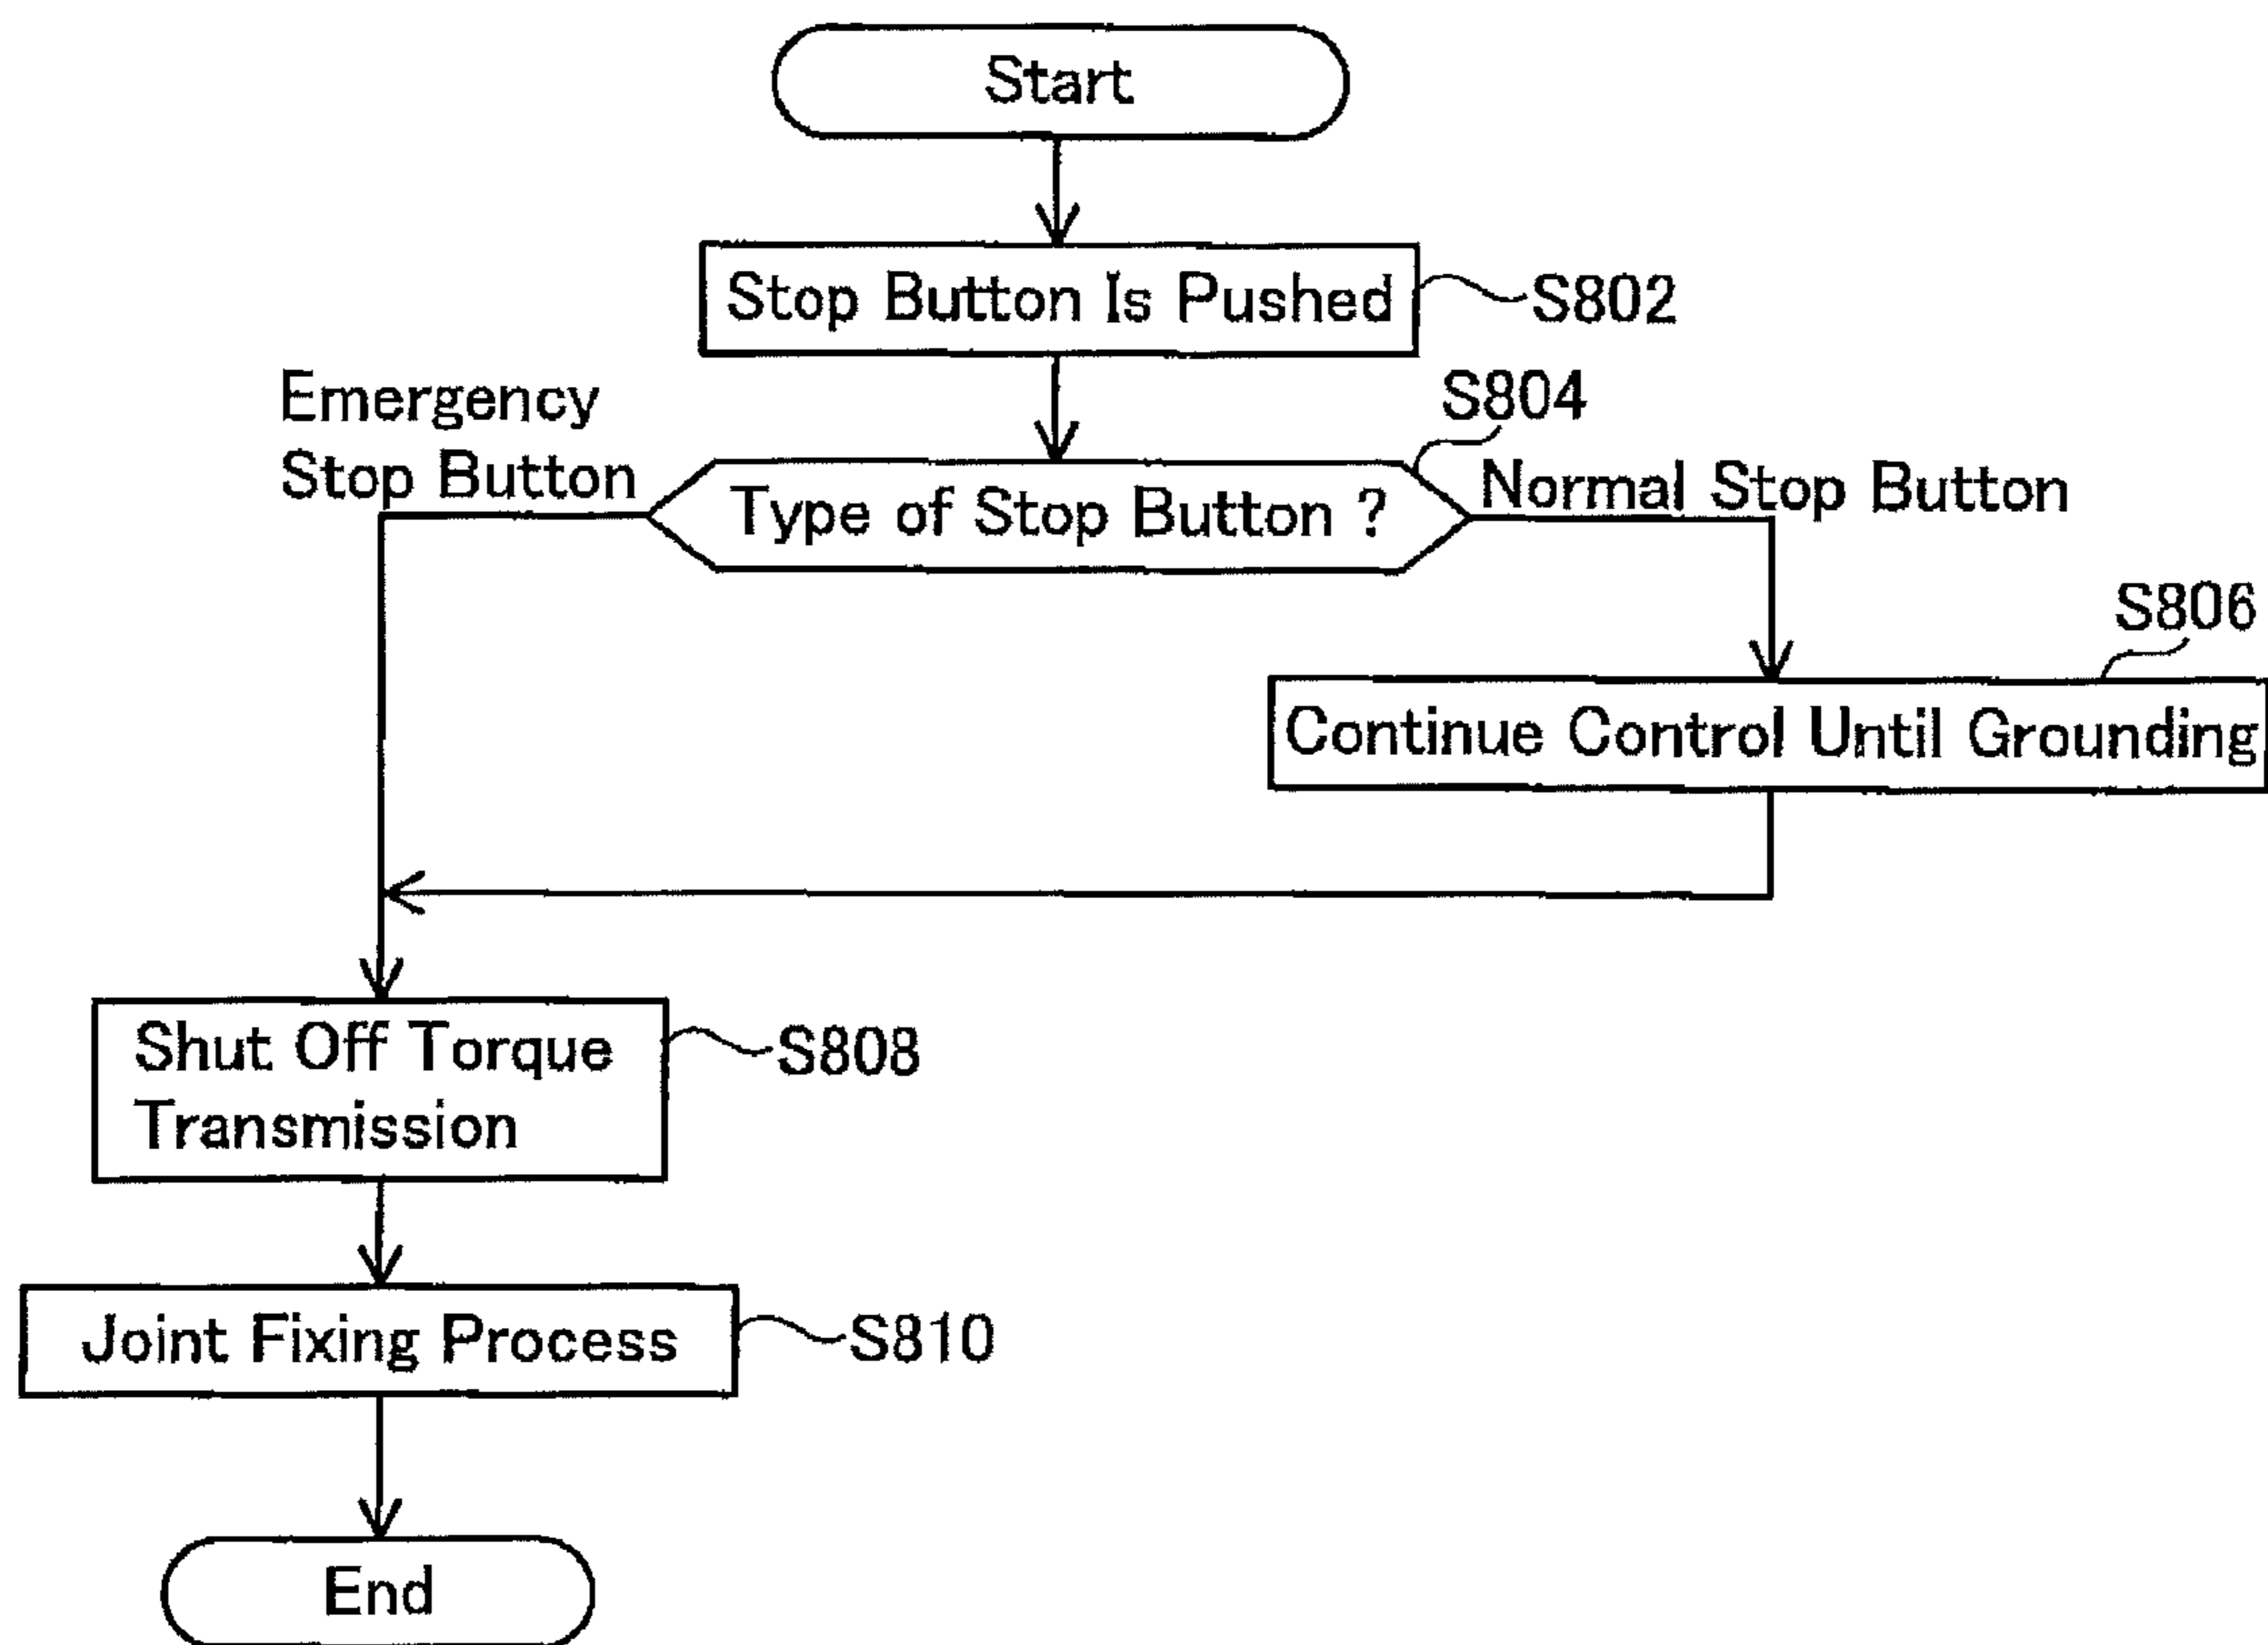 Start
Stop Button Is Pushed
S802
Emergency
Stop Button
S804
Type of Stop Button ?
Normal Stop Button
S806
Continue Control Until Grounding
Shut Off Torque
Transmission
S808
Joint Fixing Process
S810
End